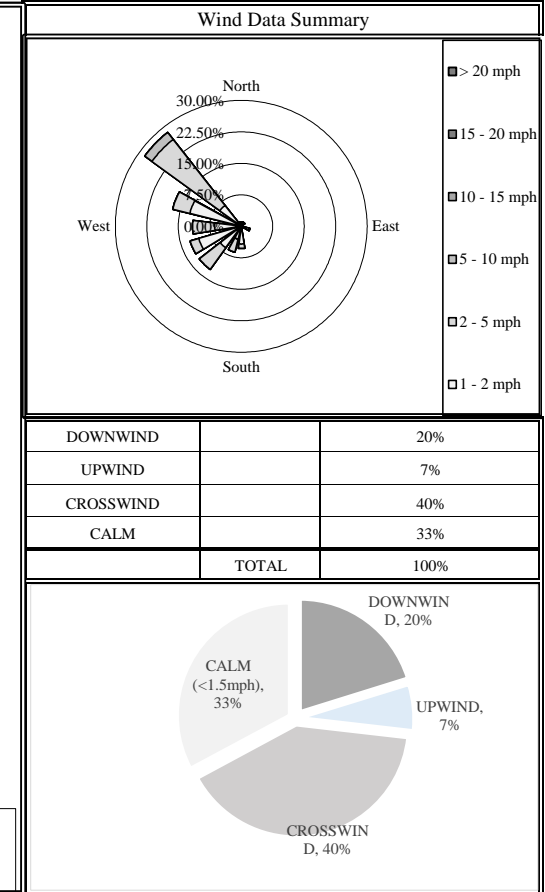 Wind Data Summary
North
30.00%
22.50%
15.00%
7.50%
0.00%
West
East
South
> 20 mph
15 - 20 mph
10 - 15 mph
5 - 10 mph
2 - 5 mph
1 - 2 mph
DOWNWIND 20%
UPWIND 7%
CROSSWIND 40%
CALM 33%
TOTAL 100%
DOWNWIN
D, 20%
CALM
(<1.5mph),
33%
UPWIND,
7%
CROSSWIN
D, 40%